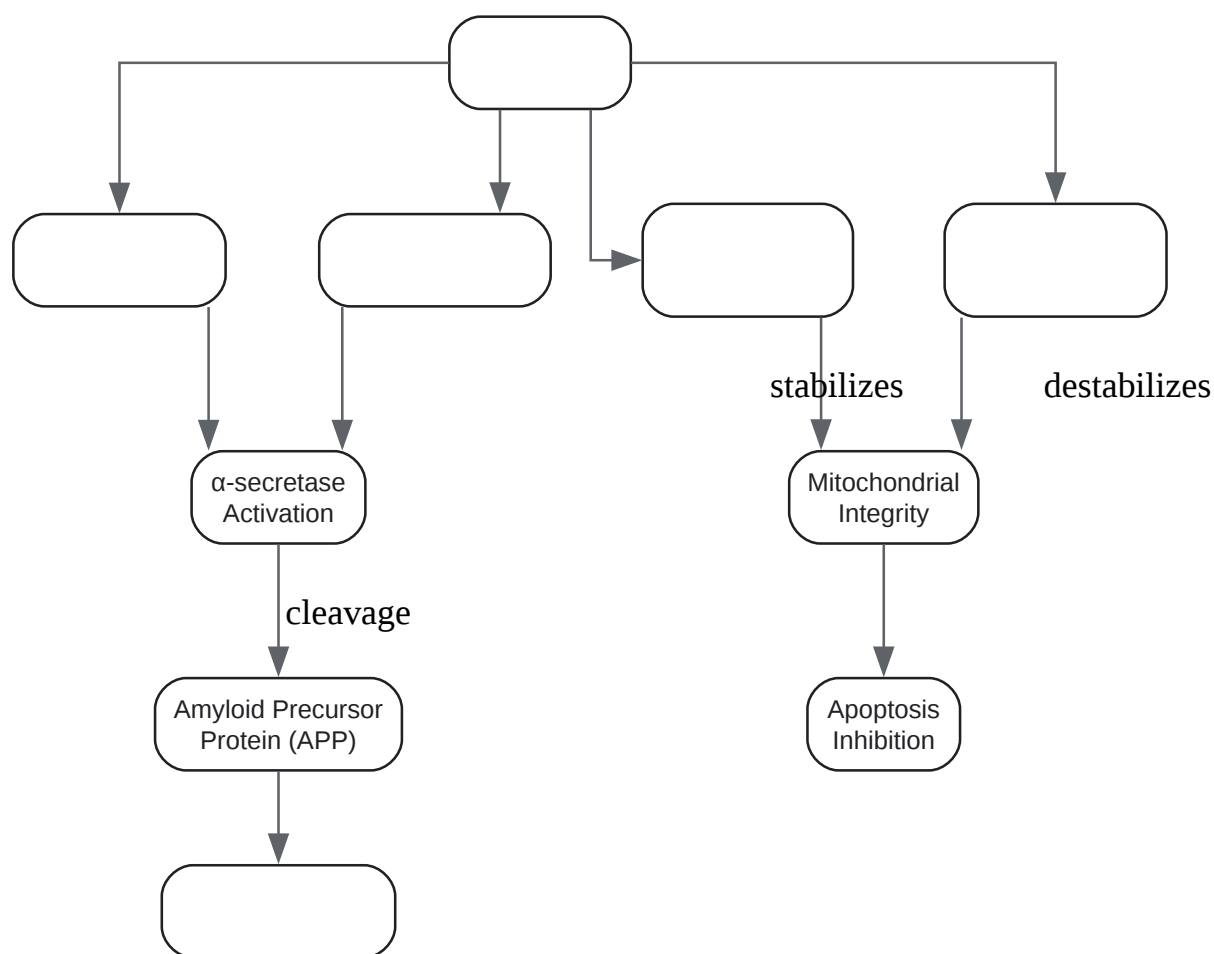 stabilizes
destabilizes
α-secretase
Activation
Mitochondrial
Integrity
cleavage
Amyloid Precursor
Protein (APP)
Apoptosis
Inhibition